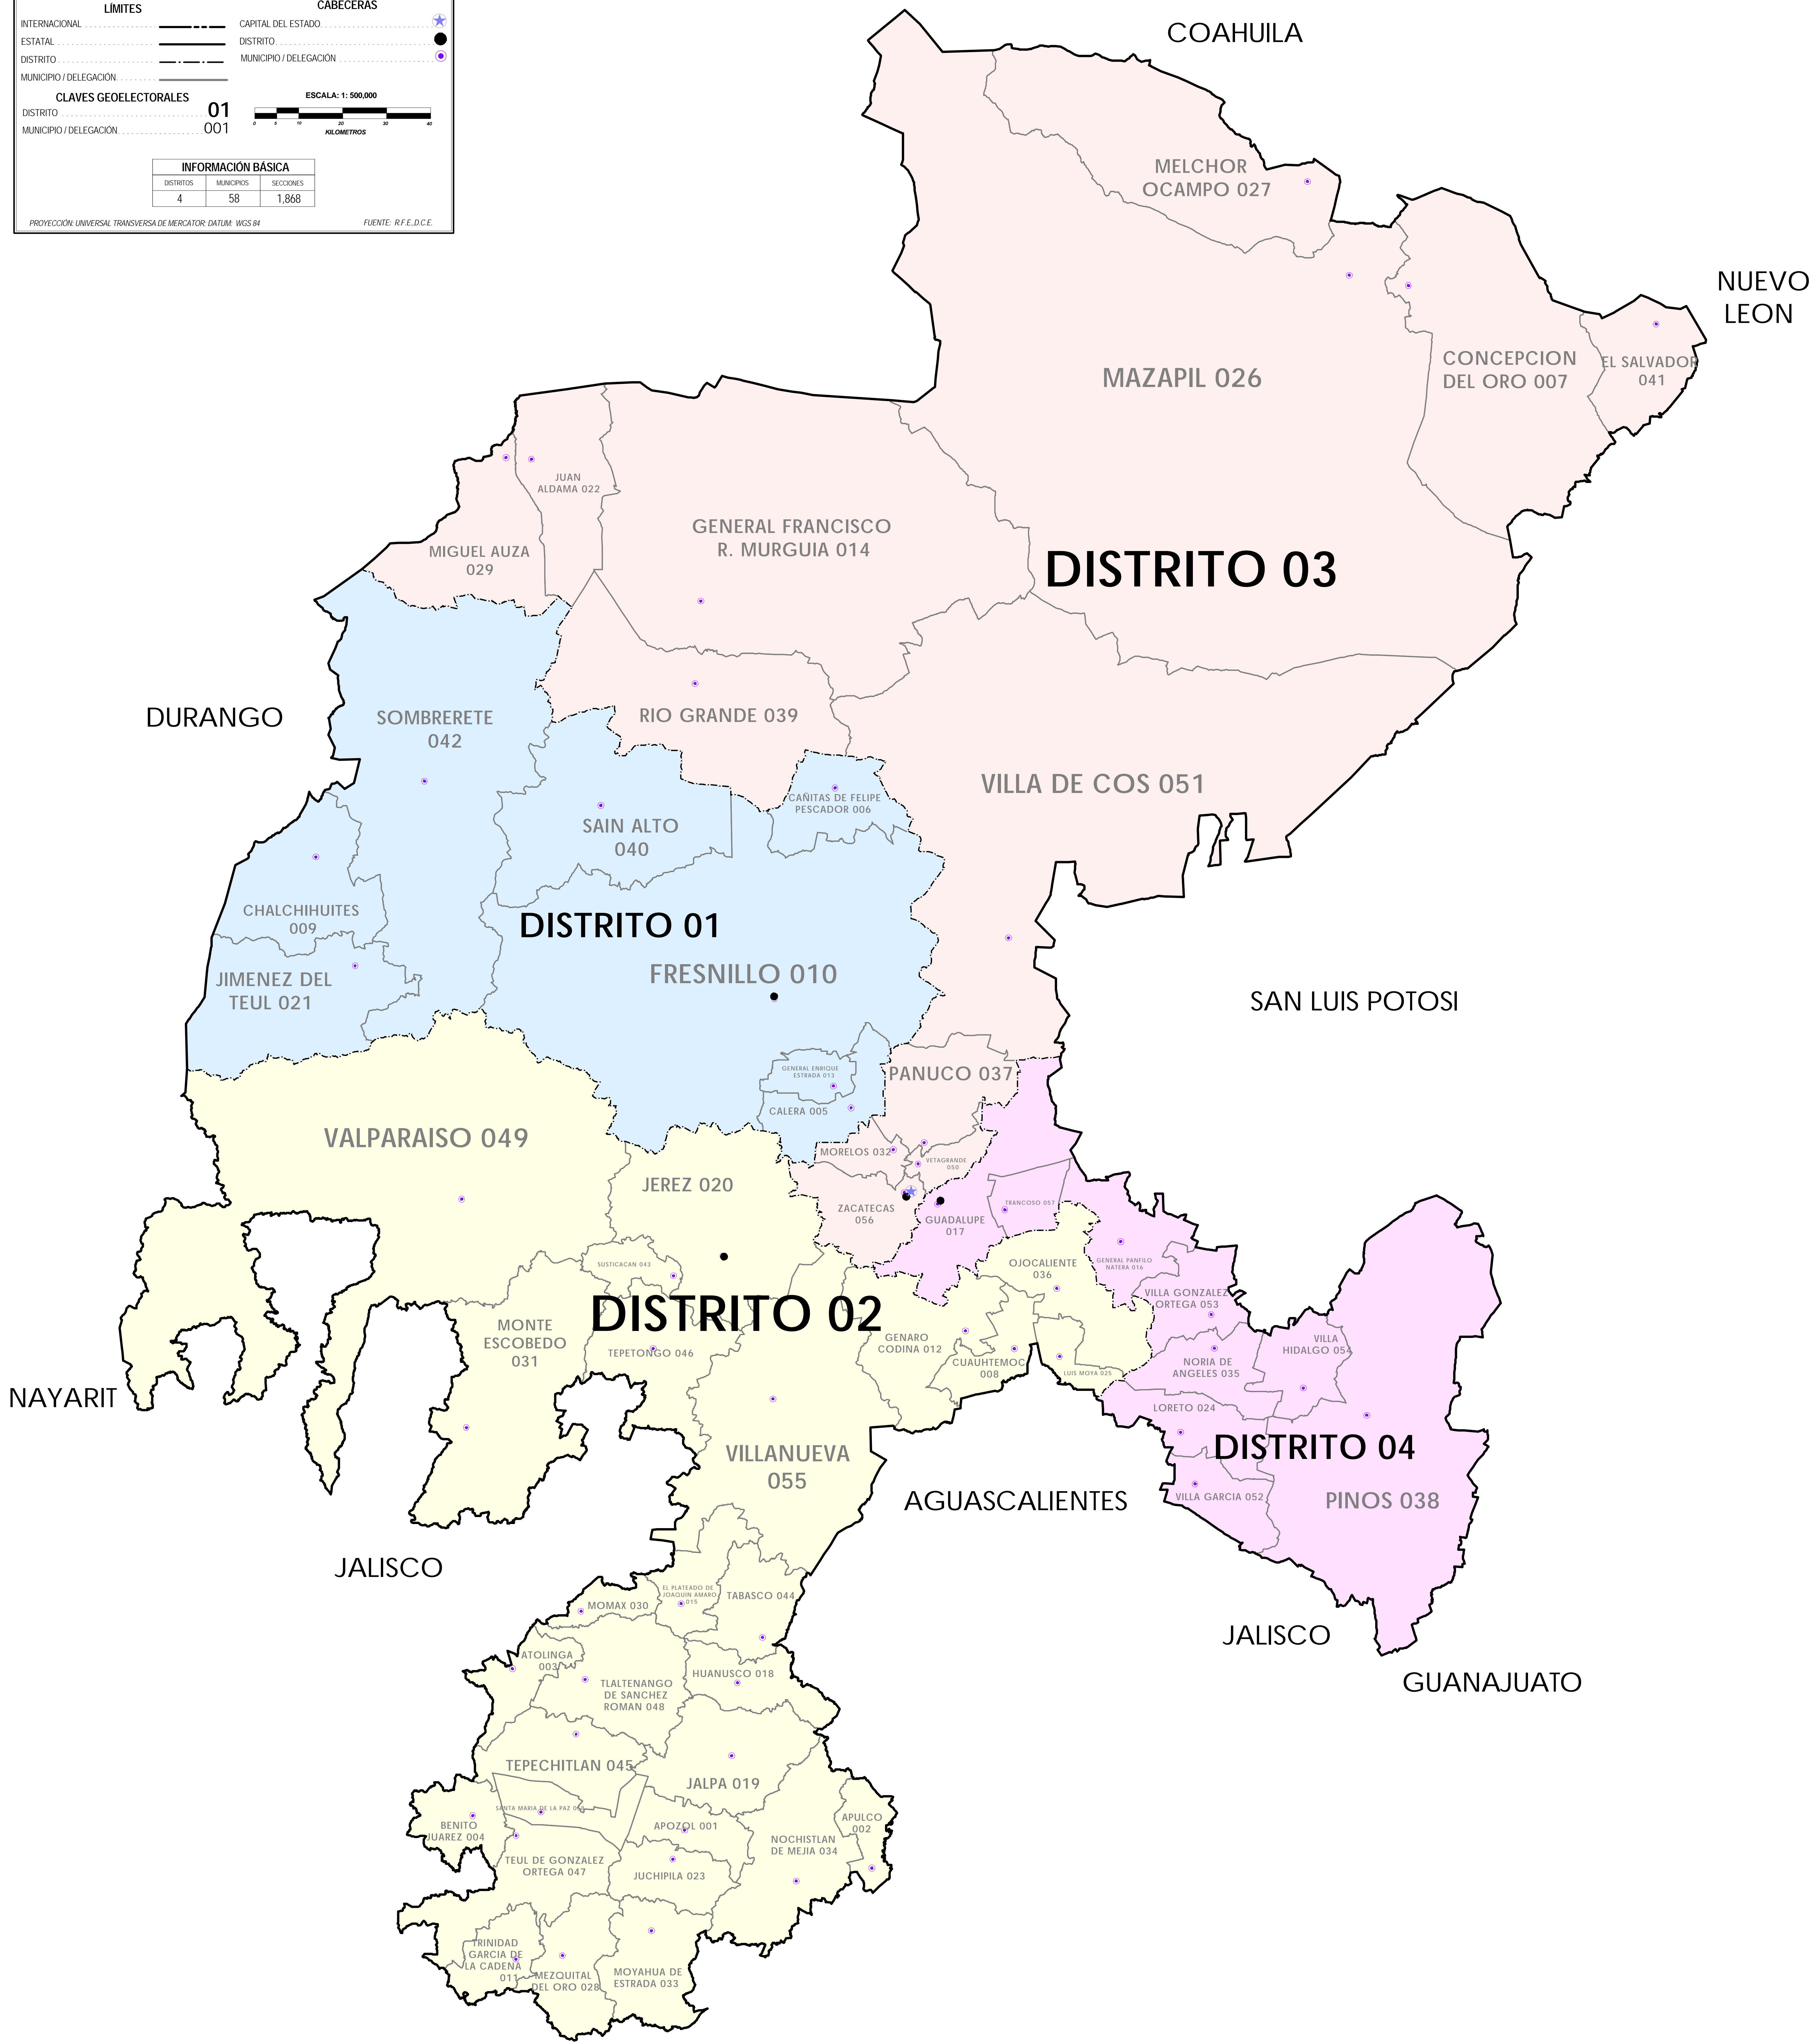 LÍMITES
INTERNACIONAL
ESTATAL
DISTRITO
MUNICIPIO / DELEGACIÓN
CABECERAS
CAPITAL DEL ESTADO
DISTRITO
MUNICIPIO / DELEGACIÓN
CLAVES GEOELECTORALES
DISTRITO 01
MUNICIPIO / DELEGACIÓN 001
ESCALA: 1: 500,000
0 5 10 20 30 40
KILOMETROS
INFORMACIÓN BÁSICA
DISTRITOS MUNICIPIOS SECCIONES
4 58 1,868
PROYECCIÓN: UNIVERSAL TRANSVERSA DE MERCATOR: DATUM: WGS 84
FUENTE: R.F.E.,D.C.E.
COAHUILA
MELCHOR
OCAMPO 027
NUEVO
LEON
MAZAPIL 026
CONCEPCION
DEL ORO 007
EL SALVADOR
041
JUAN
ALDAMA 022
GENERAL FRANCISCO
R. MURGUIA 014
MIGUEL AUZA
029
DISTRITO 03
DURANGO
SOMBRERETE
042
RIO GRANDE 039
VILLA DE COS 051
CAÑITAS DE FELIPE
PESCADOR 006
SAIN ALTO
040
CHALCHIHUITES
009
DISTRITO 01
FRESNILLO 010
JIMENEZ DEL
TEUL 021
SAN LUIS POTOSI
GENERAL ENRIQUE
ESTRADA 013
PANUCO 037
CALERA 005
VALPARAISO 049
MORELOS 032
VETAGRANDE
050
JEREZ 020
ZACATECAS
056
GUADALUPE
017
TRANCOSO 057
SUSTICACAN 043
OJOCALIENTE
036
GENERAL PANFILO
NATERA 016
VILLA GONZALEZ
ORTEGA 053
DISTRITO 02
MONTE
ESCOBEDO
031
TEPETONGO 046
GENARO
CODINA 012
CUAUHTEMOC
008
LUIS MOYA 025
NORIA DE
ANGELES 035
VILLA
HIDALGO 054
NAYARIT
LORETO 024
DISTRITO 04
VILLANUEVA
055
AGUASCALIENTES
VILLA GARCIA 052
PINOS 038
JALISCO
EL PLATEADO DE
JOAQUIN AMARO
015
TABASCO 044
MOMAX 030
JALISCO
GUANAJUATO
ATOLINGA
003
HUANUSCO 018
TLALTENANGO
DE SANCHEZ
ROMAN 048
TEPECHITLAN 045
JALPA 019
SANTA MARIA DE LA PAZ
BENITO
JUAREZ 004
APOZOL 001
APULCO
002
NOCHISTLAN
DE MEJIA 034
TEUL DE GONZALEZ
ORTEGA 047
JUCHIPILA 023
TRINIDAD
GARCIA DE
LA CADENA
011
MEZQUITAL
DEL ORO 028
MOYAHUA DE
ESTRADA 033